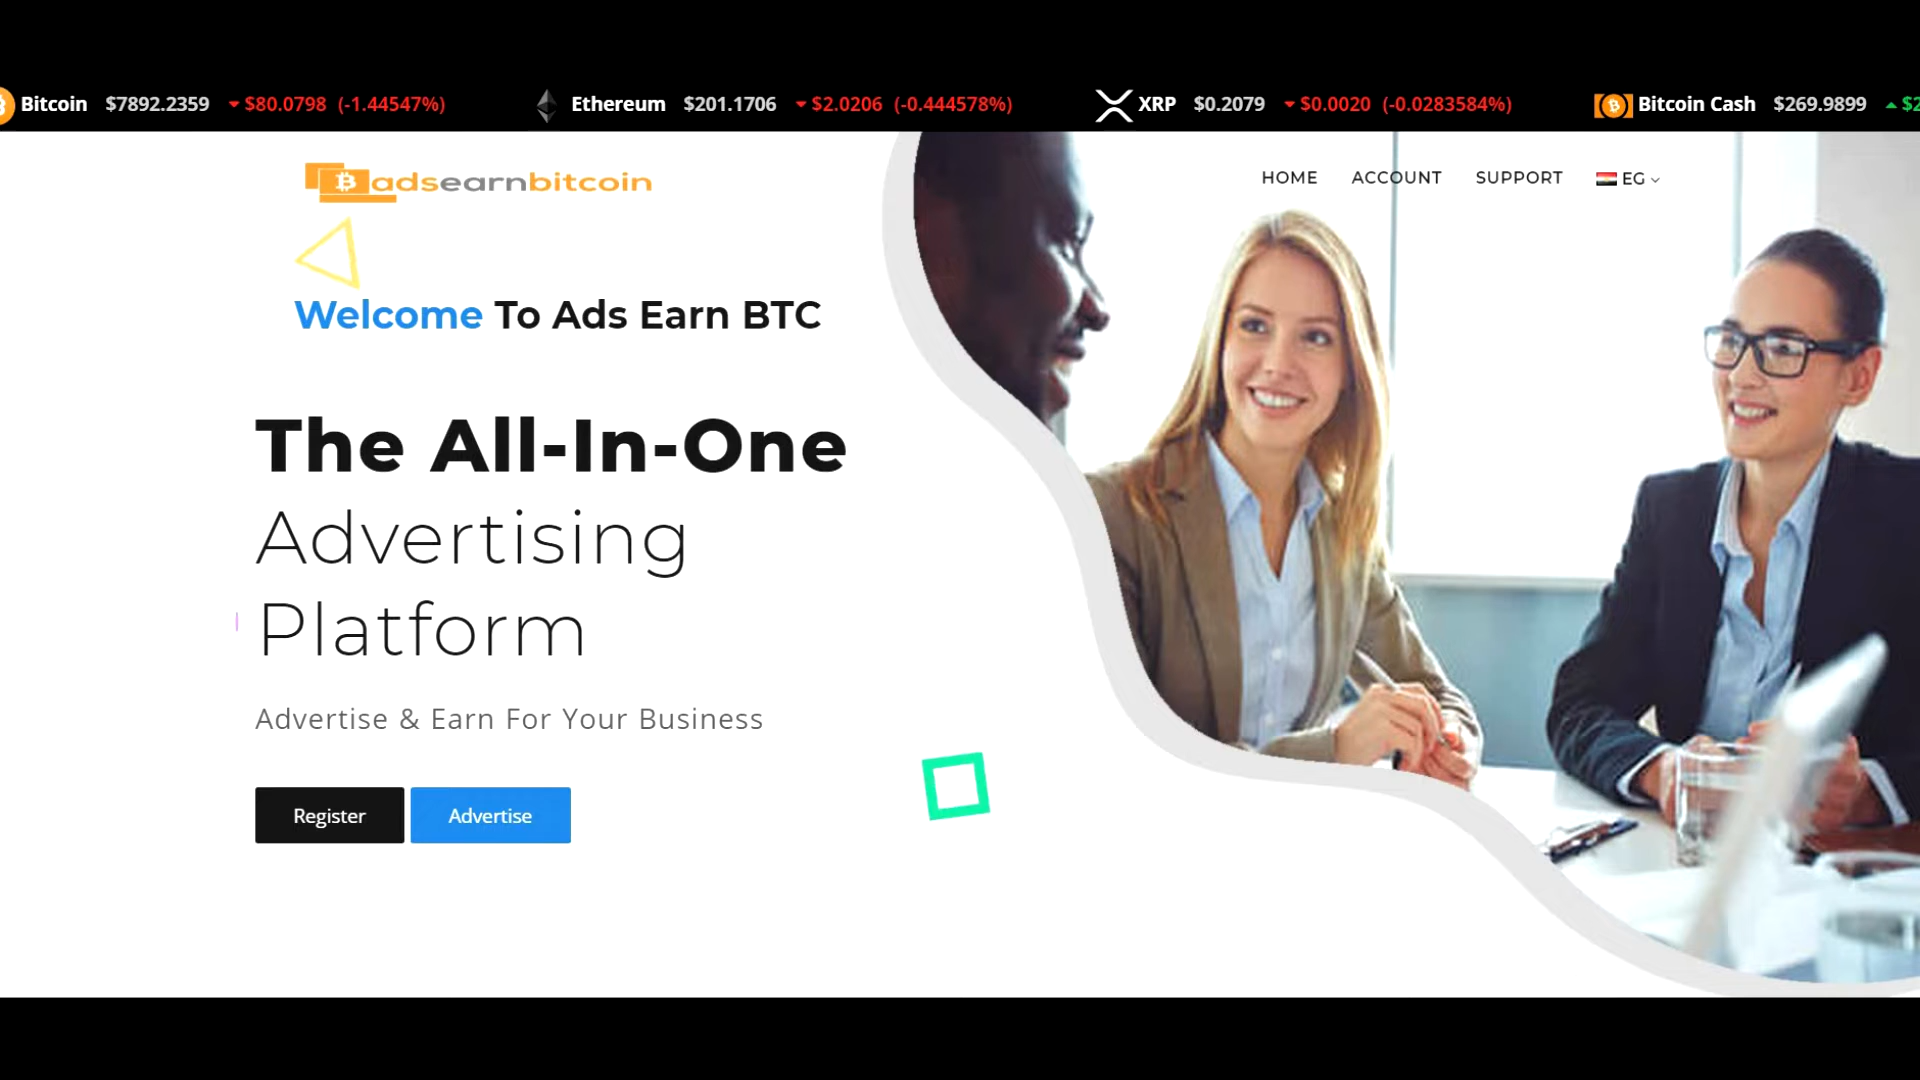 Bitcoin $7892.2359 $80.0798 (-1.44547%) Ethereum $201.1706 $2.0206 (-0.444578%) XRP $0.2079 $0.0020 (-0.0283584%) Bitcoin Cash $269.9899
adsearnbitcoin
HOME ACCOUNT SUPPORT EG
Welcome To Ads Earn BTC
The All-In-One
Advertising
Platform
Advertise & Earn For Your Business
Register Advertise